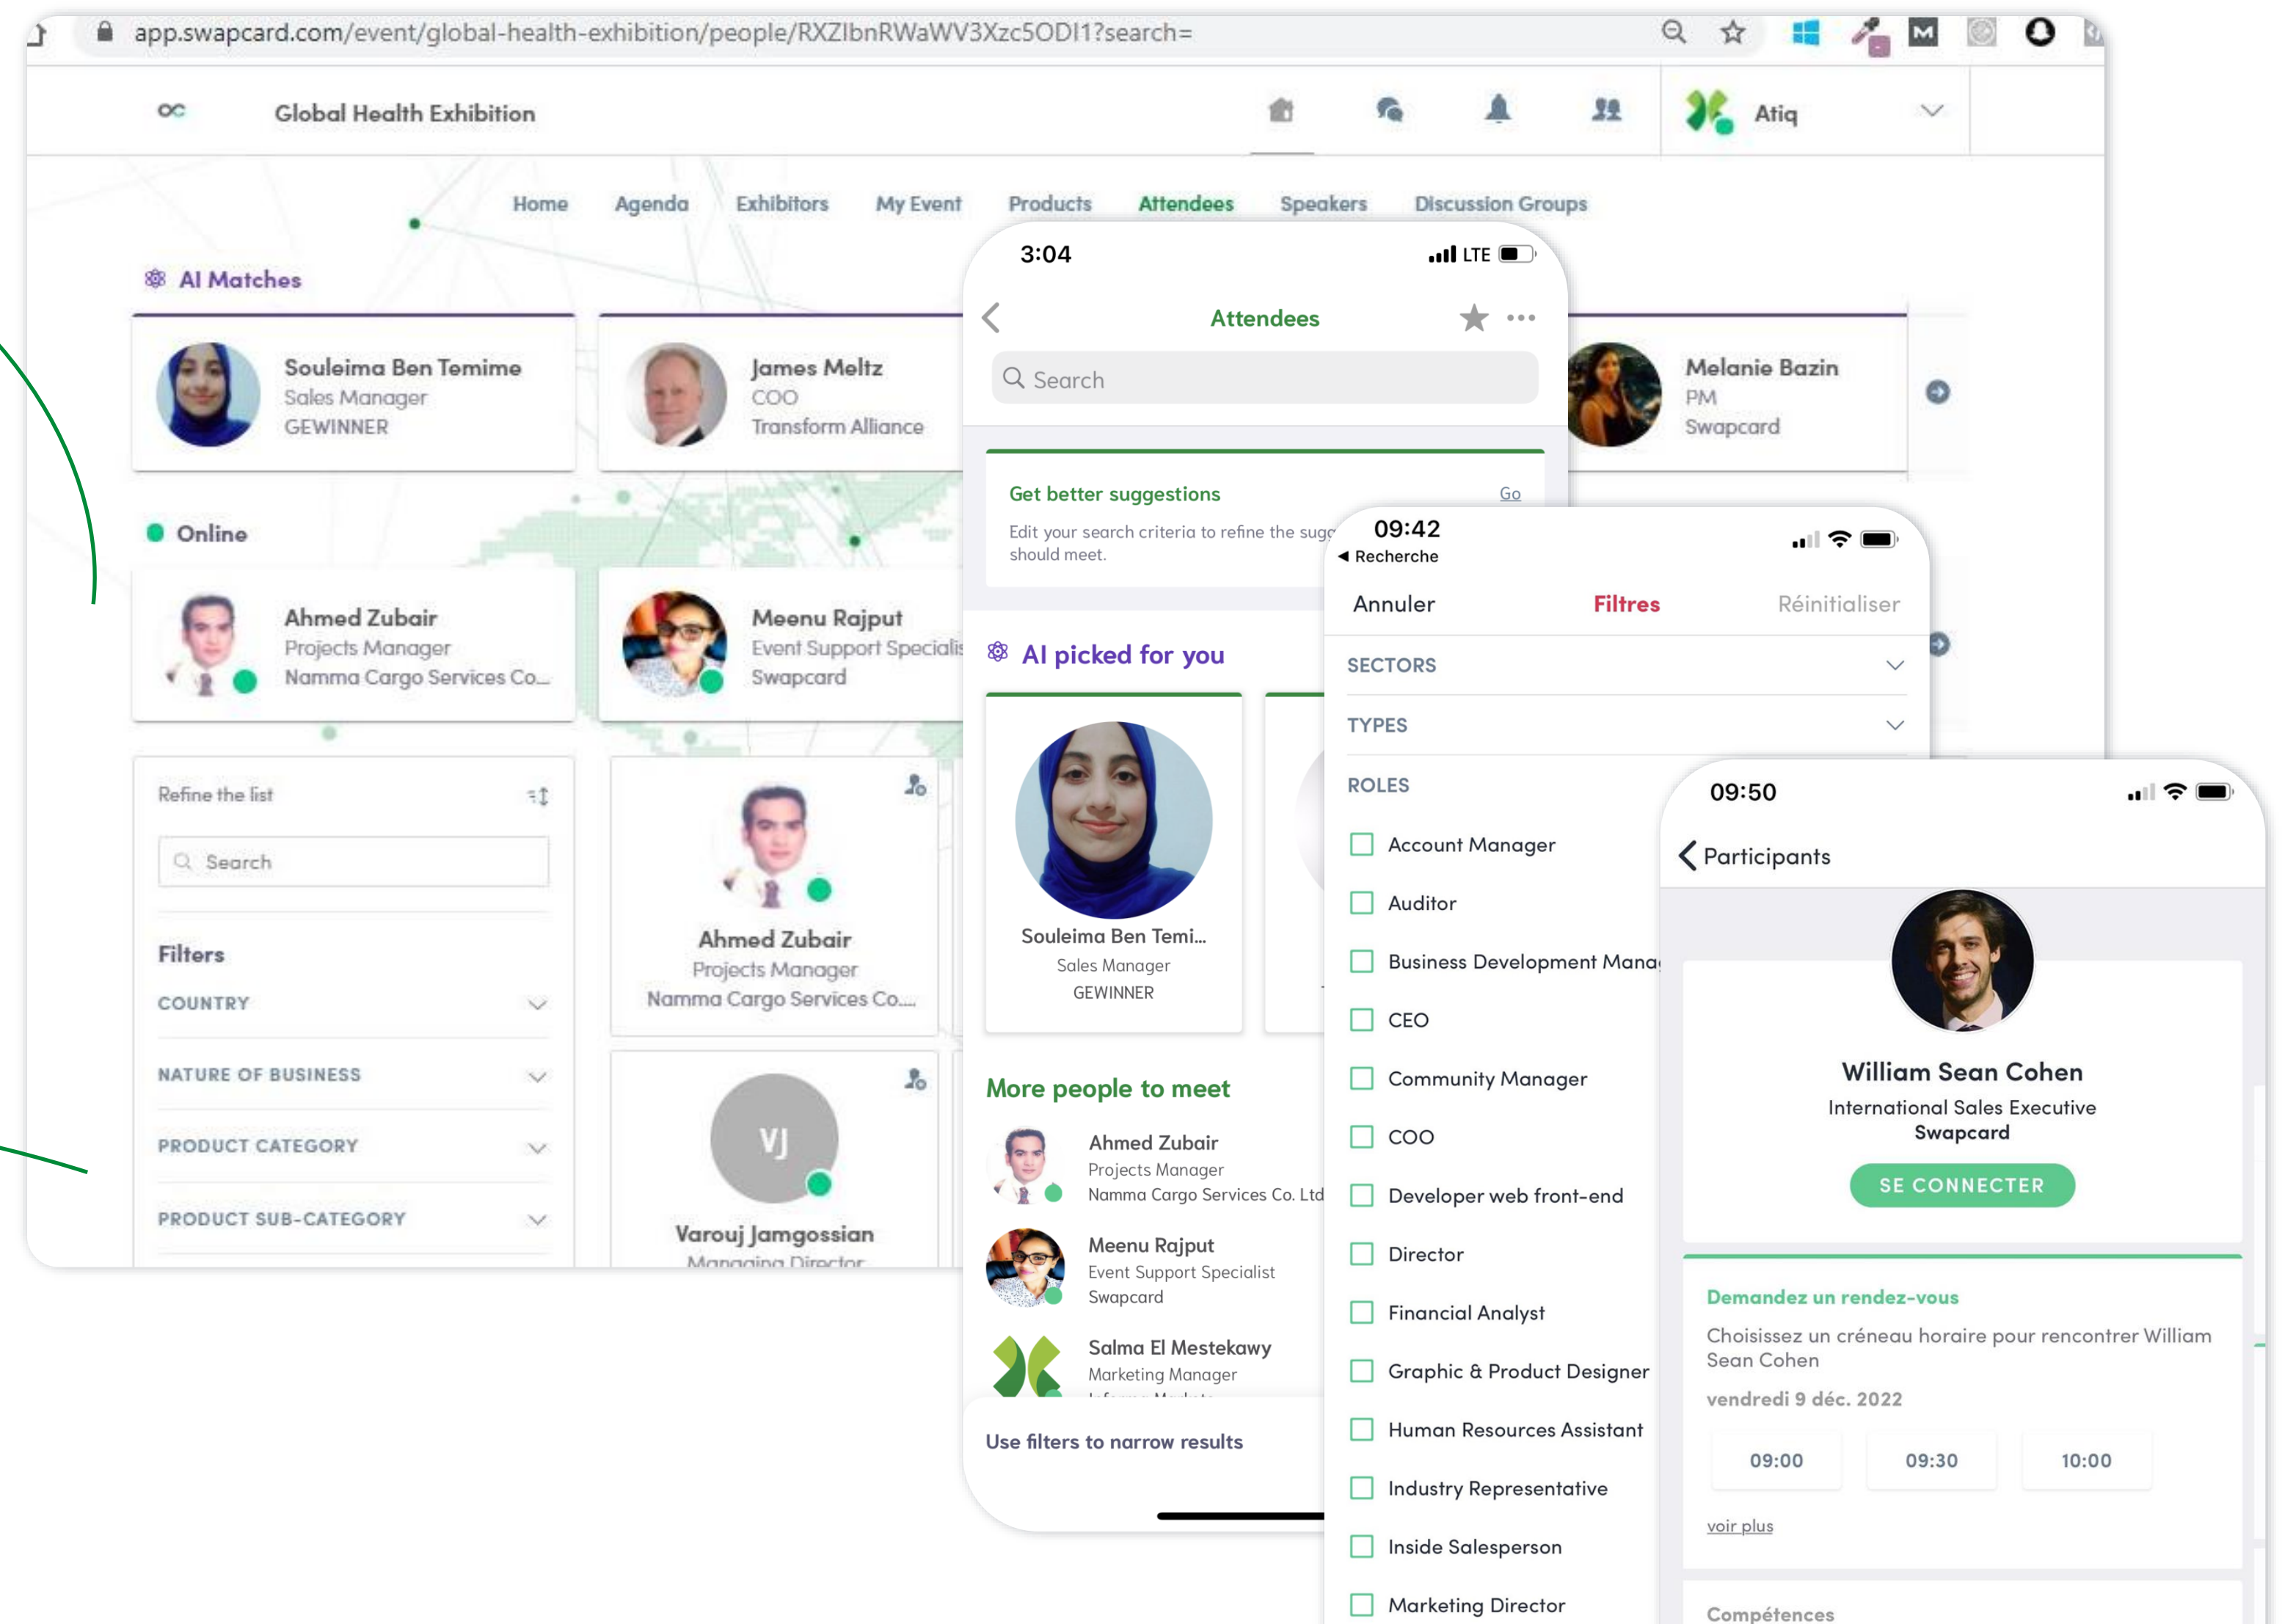 app.swapcard.com/event/global-health-exhibition/people/RXZlbnRWaWV3Xzc5ODI1?search=
Global Health Exhibition
Atiq
Home Agenda Exhibitors My Event Products Attendees Speakers Discussion Groups
AI Matches
Souleima Ben Temime
Sales Manager
GEWINNER
James Meltz
COO
Transform Alliance
Melanie Bazin
PM
Swapcard
Online
Ahmed Zubair
Projects Manager
Namma Cargo Services Co...
Meenu Rajput
Event Support Specialis
Swapcard
Refine the list
Search
Filters
COUNTRY
NATURE OF BUSINESS
PRODUCT CATEGORY
PRODUCT SUB-CATEGORY
Ahmed Zubair
Projects Manager
Namma Cargo Services Co....
VJ
Varouj Jamgossian
Managing Director
3:04
LTE
Attendees
Search
Get better suggestions
Go
Edit your search criteria to refine the sugg
should meet.
AI picked for you
Souleima Ben Temi...
Sales Manager
GEWINNER
More people to meet
Ahmed Zubair
Projects Manager
Namma Cargo Services Co. Ltd
Meenu Rajput
Event Support Specialist
Swapcard
Salma El Mestekawy
Marketing Manager
Use filters to narrow results
09:42
Recherche
Annuler Filtres Réinitialiser
SECTORS
TYPES
ROLES
Account Manager
Auditor
Business Development Mana
CEO
Community Manager
COO
Developer web front-end
Director
Financial Analyst
Graphic & Product Designer
Human Resources Assistant
Industry Representative
Inside Salesperson
Marketing Director
09:50
Participants
William Sean Cohen
International Sales Executive
Swapcard
SE CONNECTER
Demandez un rendez-vous
Choisissez un créneau horaire pour rencontrer William
Sean Cohen
vendredi 9 déc. 2022
09:00 09:30 10:00
voir plus
Compétences